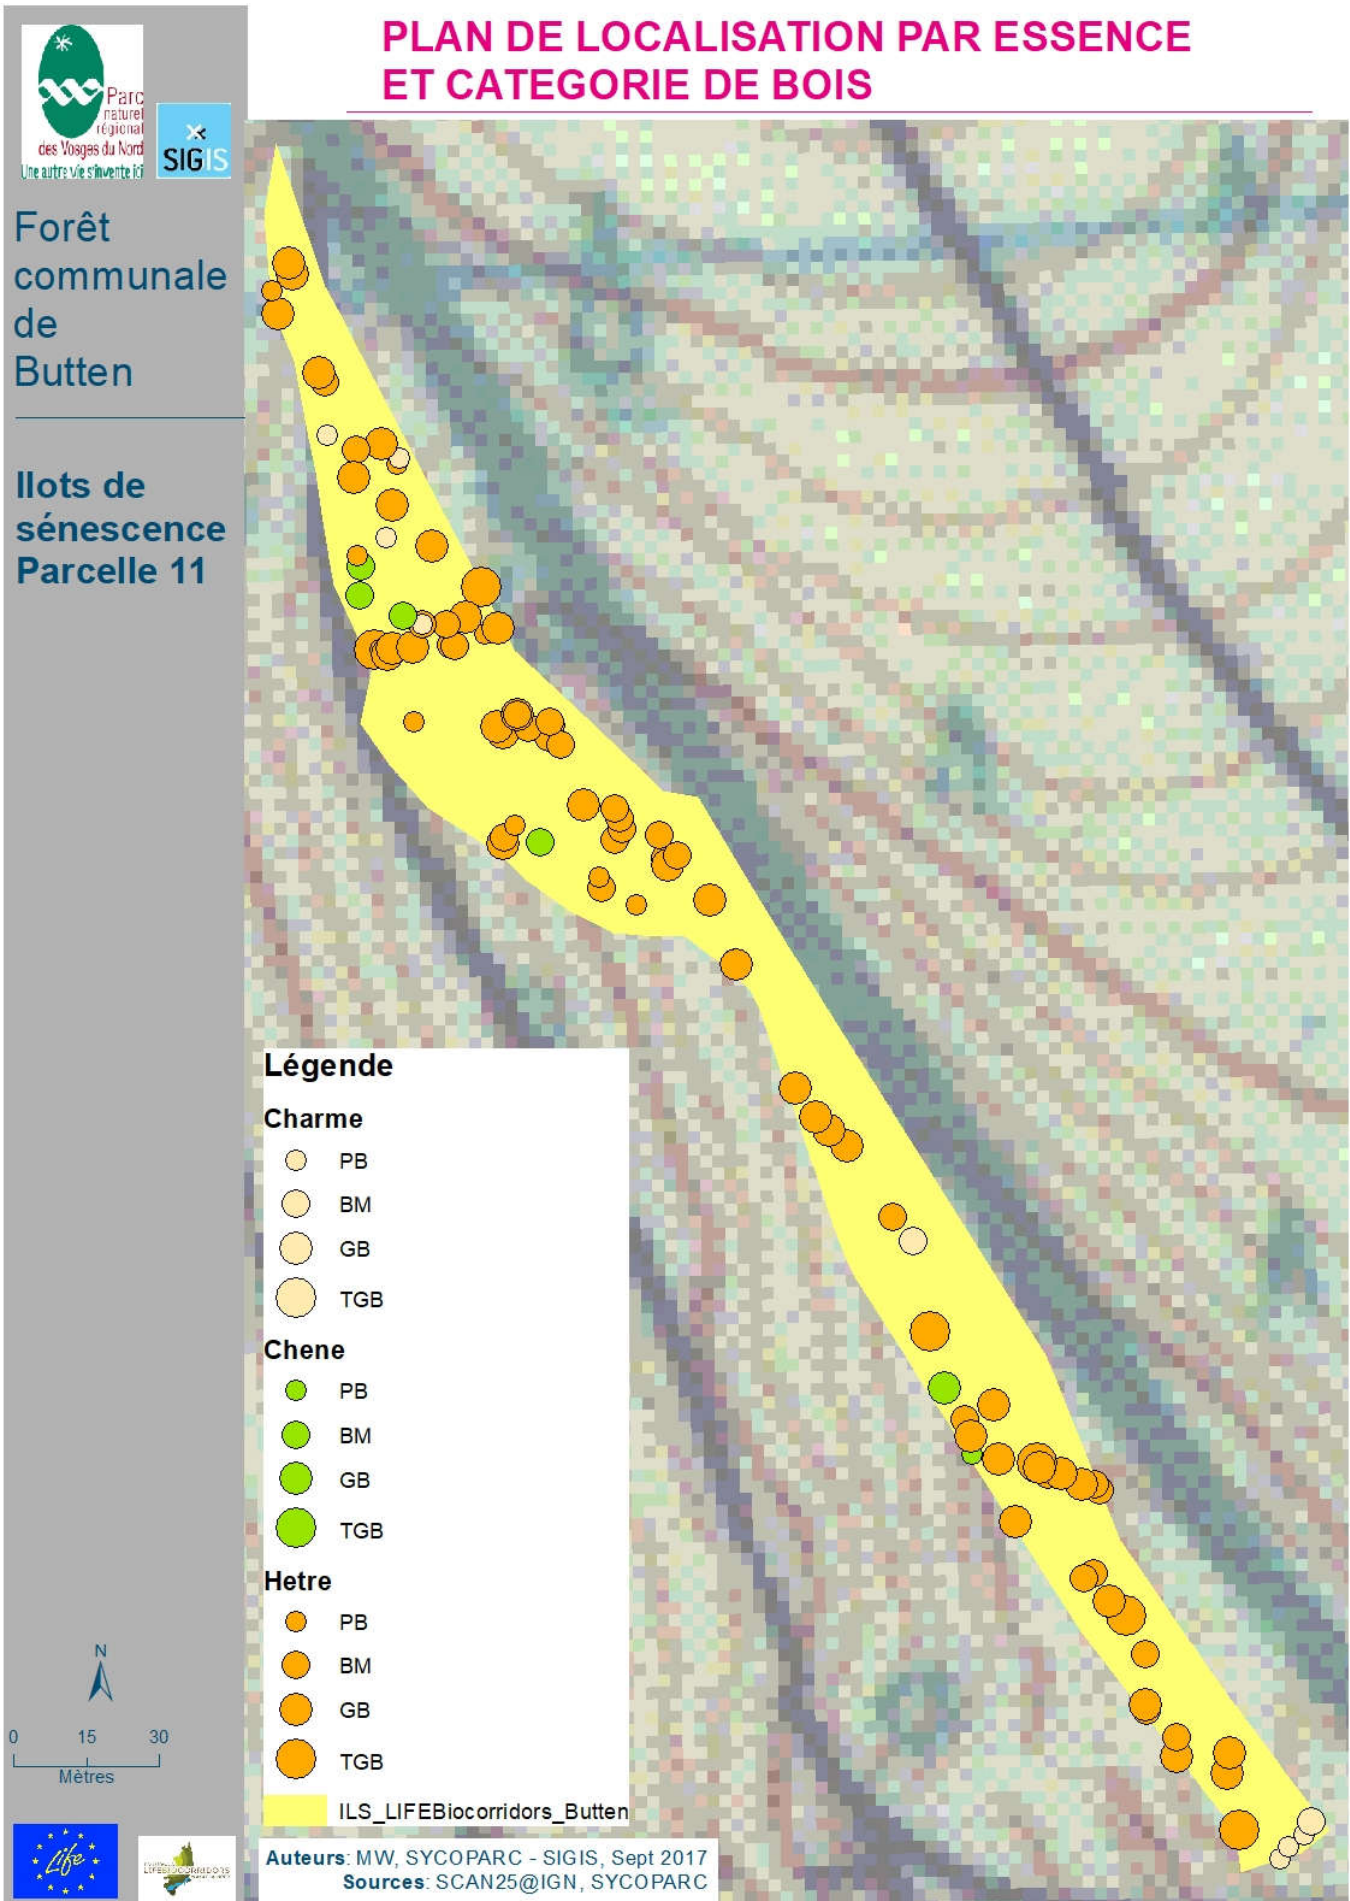 PLAN DE LOCALISATION PAR ESSENCE
ET CATEGORIE DE BOIS
Parc
naturel
régional
des Vosges du Nord
Une autre vie s'invente ici
SIGIS
Forêt
communale
de
Butten
Ilots de
sénescence
Parcelle 11
Légende
Charme
PB
BM
GB
TGB
Chene
PB
BM
GB
TGB
Hetre
PB
BM
GB
TGB
ILS_LIFEBiocorridors_Butten
N
0 15 30
Mètres
Life
LIFEBIOCORRIDORS
Auteurs: MW, SYCOPARC - SIGIS, Sept 2017
Sources: SCAN25@IGN, SYCOPARC